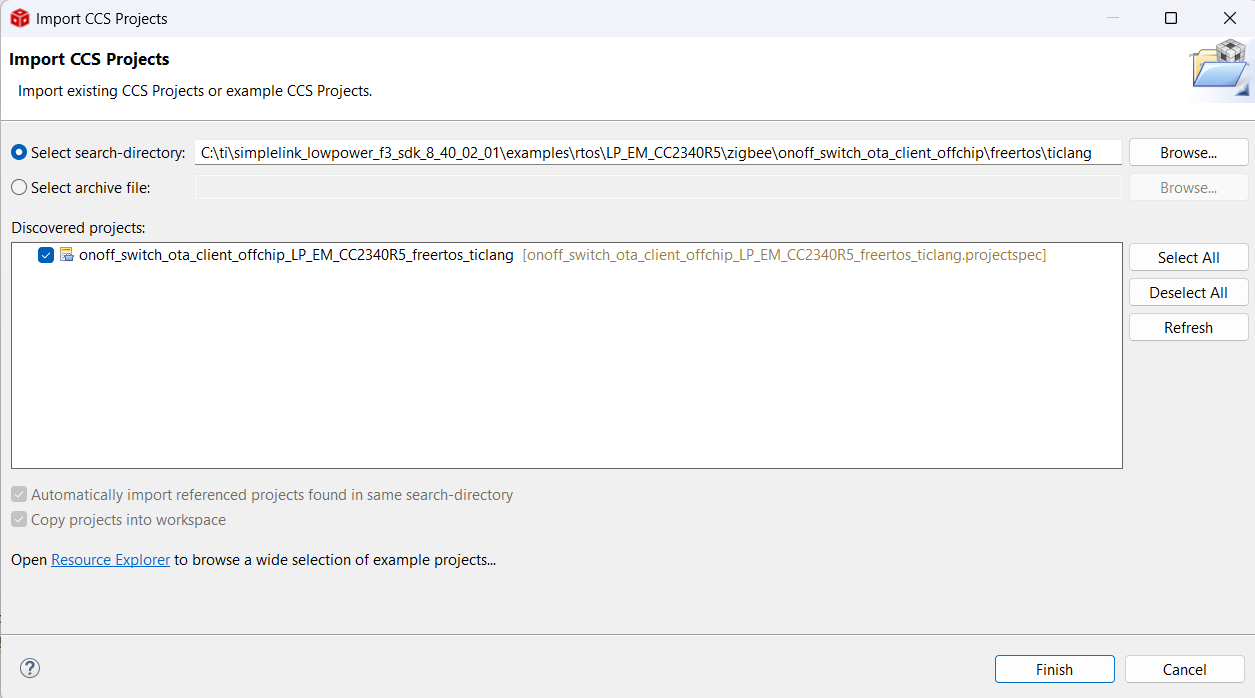 Import CCS Projects
Import CCS Projects
Import existing CCS Projects or example CCS Projects.
Select search-directory: C:\ti\simplelink_lowpower_f3_sdk_8_40_02_01\examples\rtos\LP_EM_CC2340R5\zigbee\onoff_switch_ota_client_offchip\freertos\ticlang Browse...
Select archive file: Browse...
Discovered projects:
onoff_switch_ota_client_offchip_LP_EM_CC2340R5_freertos_ticlang [onoff_switch_ota_client_offchip_LP_EM_CC2340R5_freertos_ticlang.projectspec]
Select All
Deselect All
Refresh
Automatically import referenced projects found in same search-directory
Copy projects into workspace
Open Resource Explorer to browse a wide selection of example projects...
? Finish Cancel